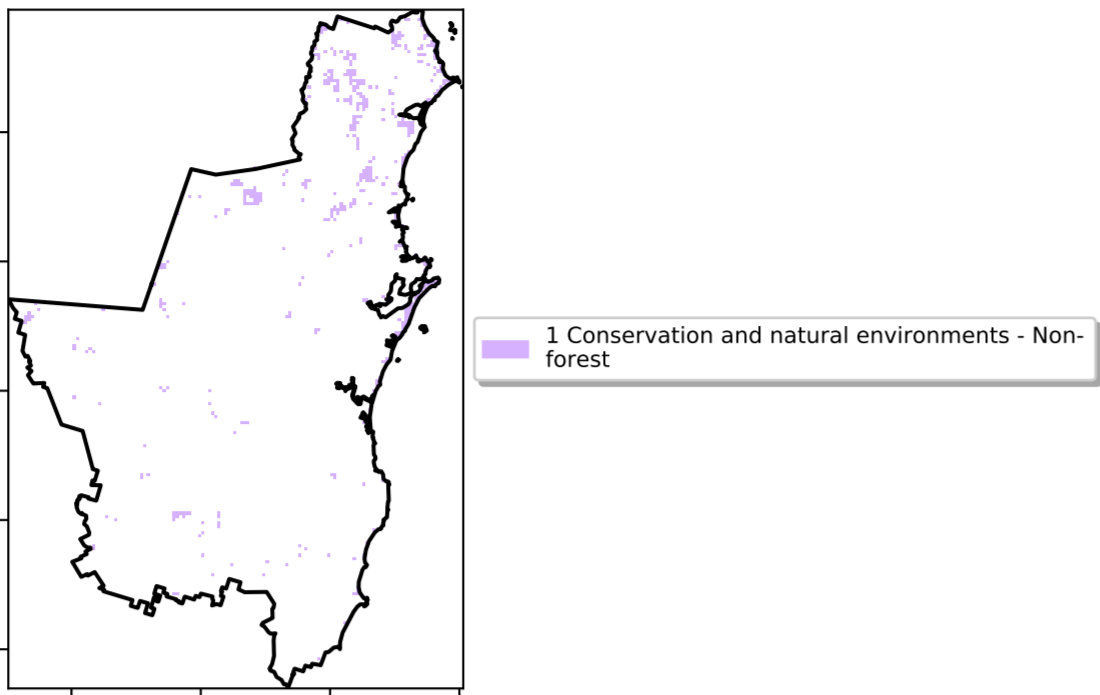 1 Conservation and natural environments - Non-
forest